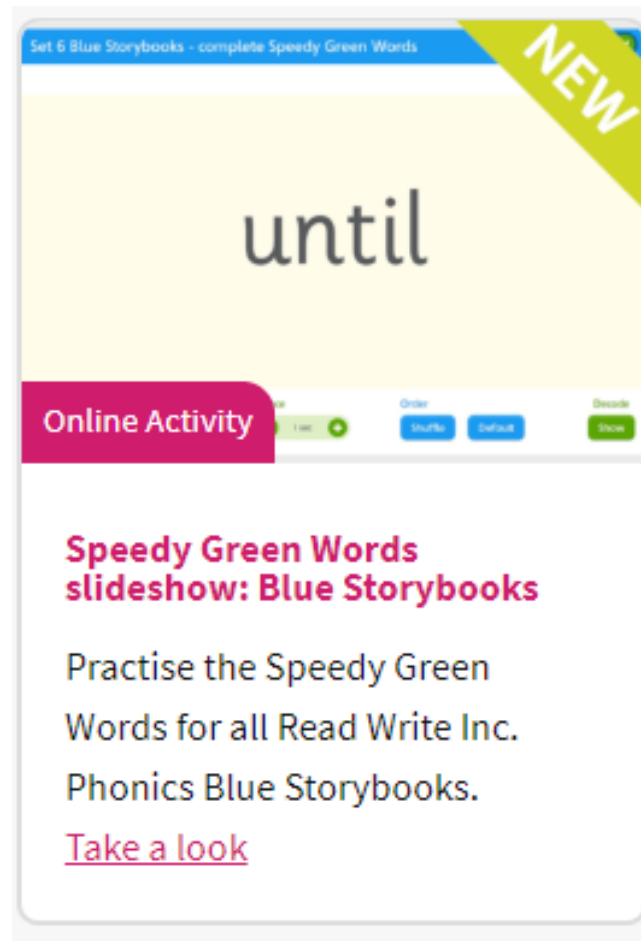 Set 6 Blue Storybooks - complete Speedy Green Words
NEW
until
Order
Decode
Online Activity
1 sec
Shuffle
Default
Show
Speedy Green Words
slideshow: Blue Storybooks
Practise the Speedy Green
Words for all Read Write Inc.
Phonics Blue Storybooks.
Take a look